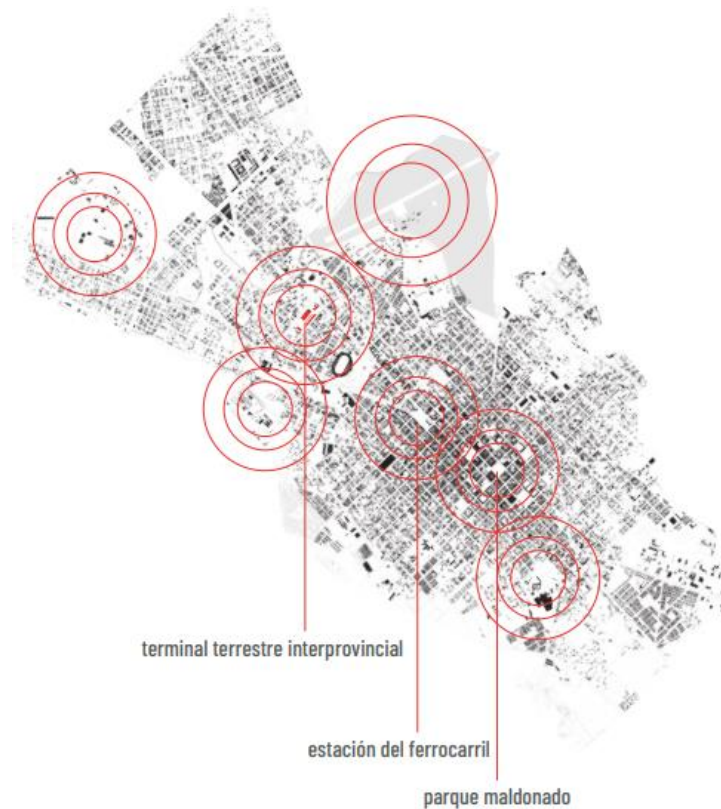 terminal terrestre interprovincial
estación del ferrocarril
parque maldonado